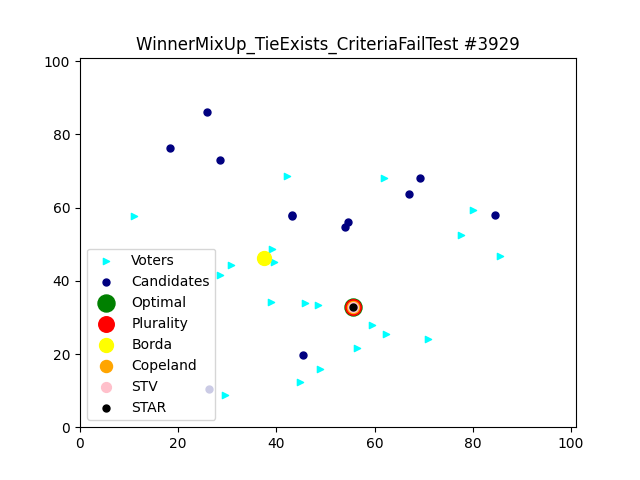 WinnerMixUp_TieExists_CriteriaFailTest #3929
100
80
60
40
20
0
Voters
Candidates
Optimal
Plurality
Borda
Copeland
STV
STAR
0 20 40 60 80 100